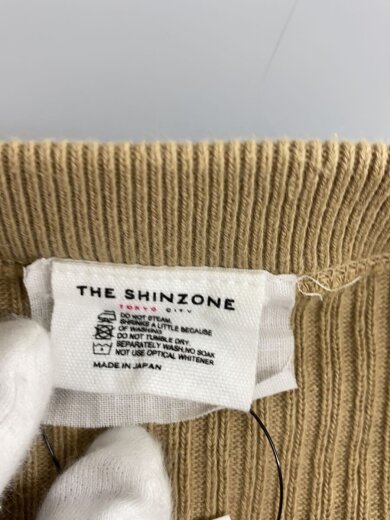 THE SHINZONE
TOKYO CITY
DO NOT STEAM.
SHRINKS A LITTLE BECAUSE
OF WASHING
DO NOT TUMBLE DRY.
SEPARATELY WASH.NO SOAK
NOT USE OPTICAL WHITENER
MADE IN JAPAN